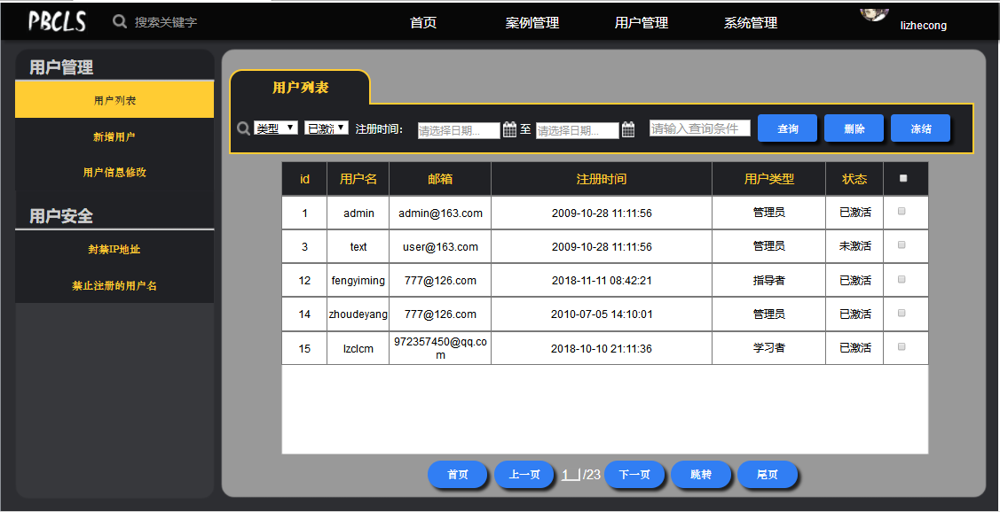 PBCLS 搜索关键字 首页 案例管理 用户管理 系统管理 lizhecong
用户管理
用户列表
新增用户
用户信息修改
用户安全
封禁IP地址
禁止注册的用户名
用户列表
类型 已激活 注册时间： 请选择日期... 至 请选择日期... 请输入查询条件 查询 删除 冻结
id 用户名 邮箱 注册时间 用户类型 状态
1 admin admin@163.com 2009-10-28 11:11:56 管理员 已激活
3 text user@163.com 2009-10-28 11:11:56 管理员 未激活
12 fengyiming 777@126.com 2018-11-11 08:42:21 指导者 已激活
14 zhoudeyang 777@126.com 2010-07-05 14:10:01 管理员 已激活
15 lzclcm 972357450@qq.co
m 2018-10-10 21:11:36 学习者 已激活
首页 上一页 1 /23 下一页 跳转 尾页